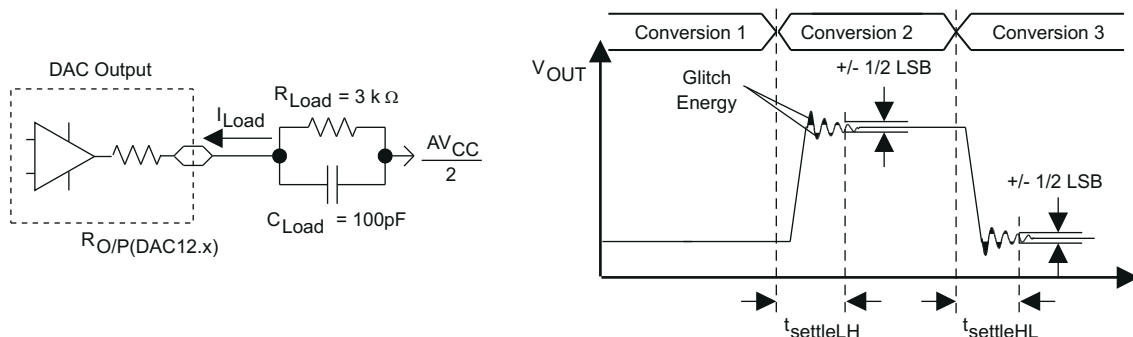 DAC Output
R_Load = 3 k Ω
I_Load
AV_CC
2
C_Load = 100pF
R_O/P(DAC12.x)
Conversion 1
Conversion 2
Conversion 3
V_OUT
Glitch
Energy
+/- 1/2 LSB
+/- 1/2 LSB
t_settleLH
t_settleHL